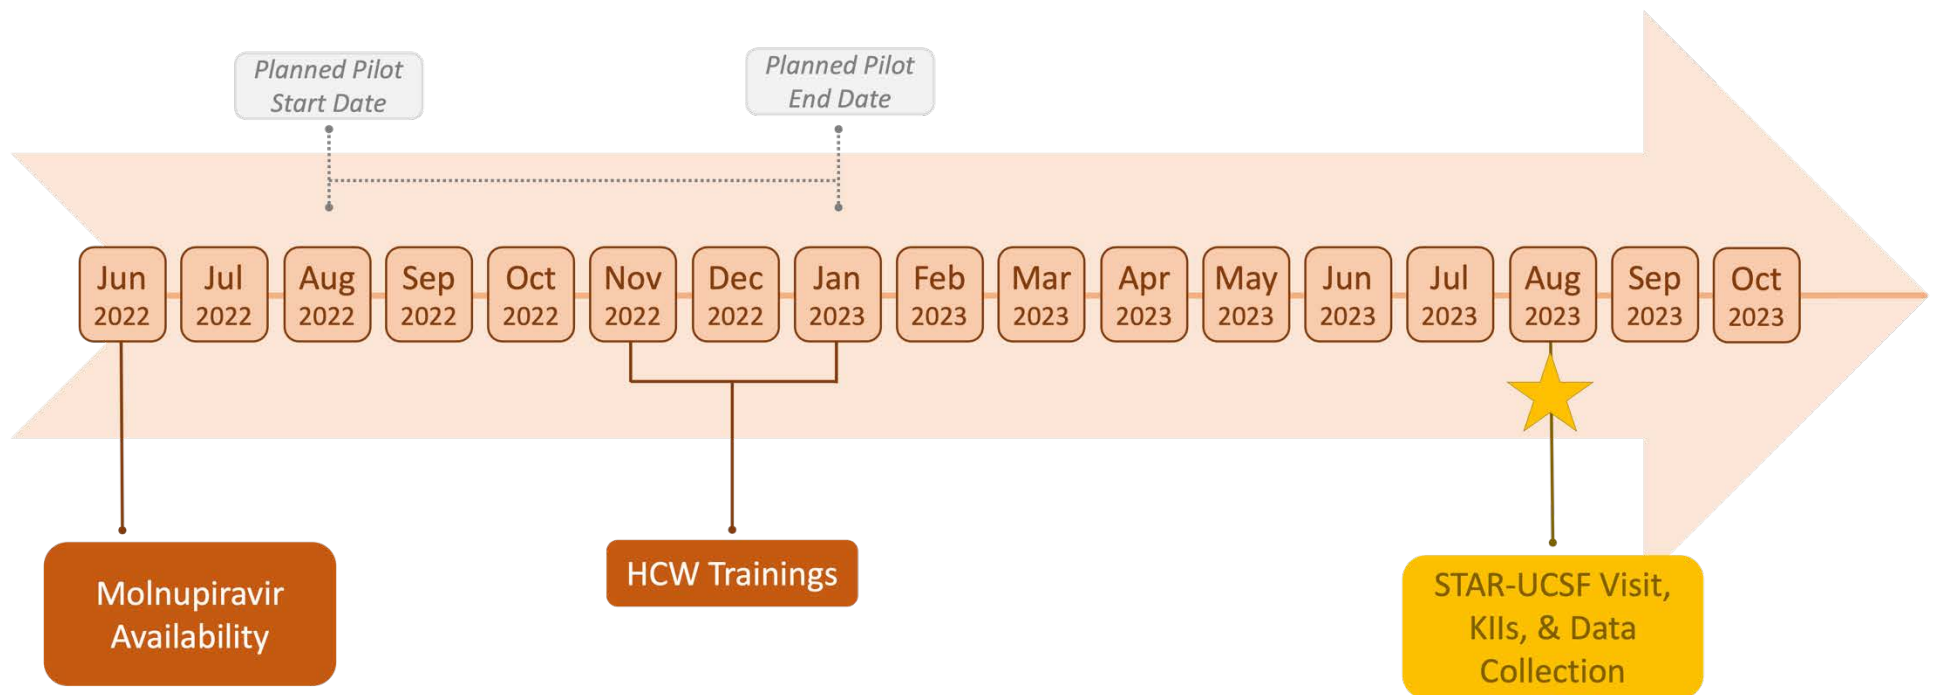 Planned Pilot
Start Date
Planned Pilot
End Date
Jun
2022
Jul
2022
Aug
2022
Sep
2022
Oct
2022
Nov
2022
Dec
2022
Jan
2023
Feb
2023
Mar
2023
Apr
2023
May
2023
Jun
2023
Jul
2023
Aug
2023
Sep
2023
Oct
2023
Molnupiravir
Availability
HCW Trainings
STAR-UCSF Visit,
KIIs, & Data
Collection